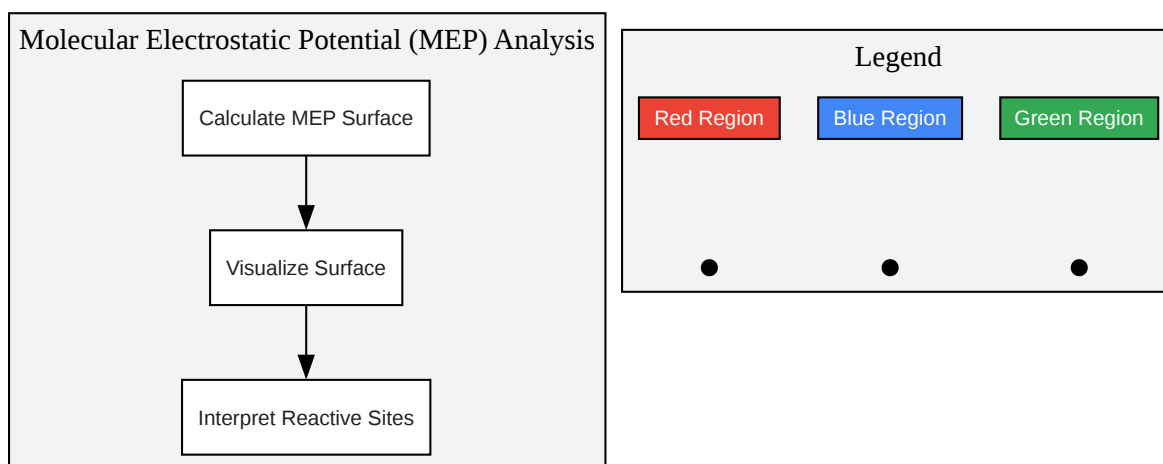 Molecular Electrostatic Potential (MEP) Analysis
Calculate MEP Surface
Visualize Surface
Interpret Reactive Sites
Legend
Red Region
Blue Region
Green Region